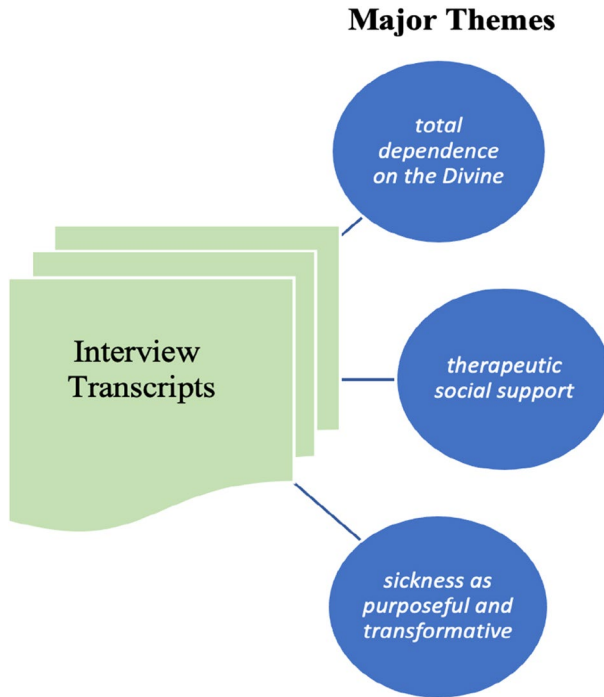 Major Themes
total
dependence
on the Divine
Interview
Transcripts
therapeutic
social support
sickness as
purposeful and
transformative